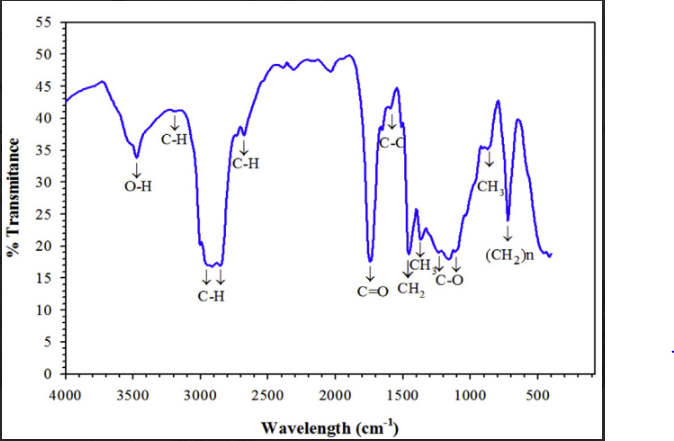 55
50
45
40
35
30
25
20
15
10
5
0
% Transmitance
O-H
C-H
C-H
C-H
C=O
C-C
CH2
CH3
C-O
CH3
(CH2)n
4000 3500 3000 2500 2000 1500 1000 500
Wavelength (cm-1)